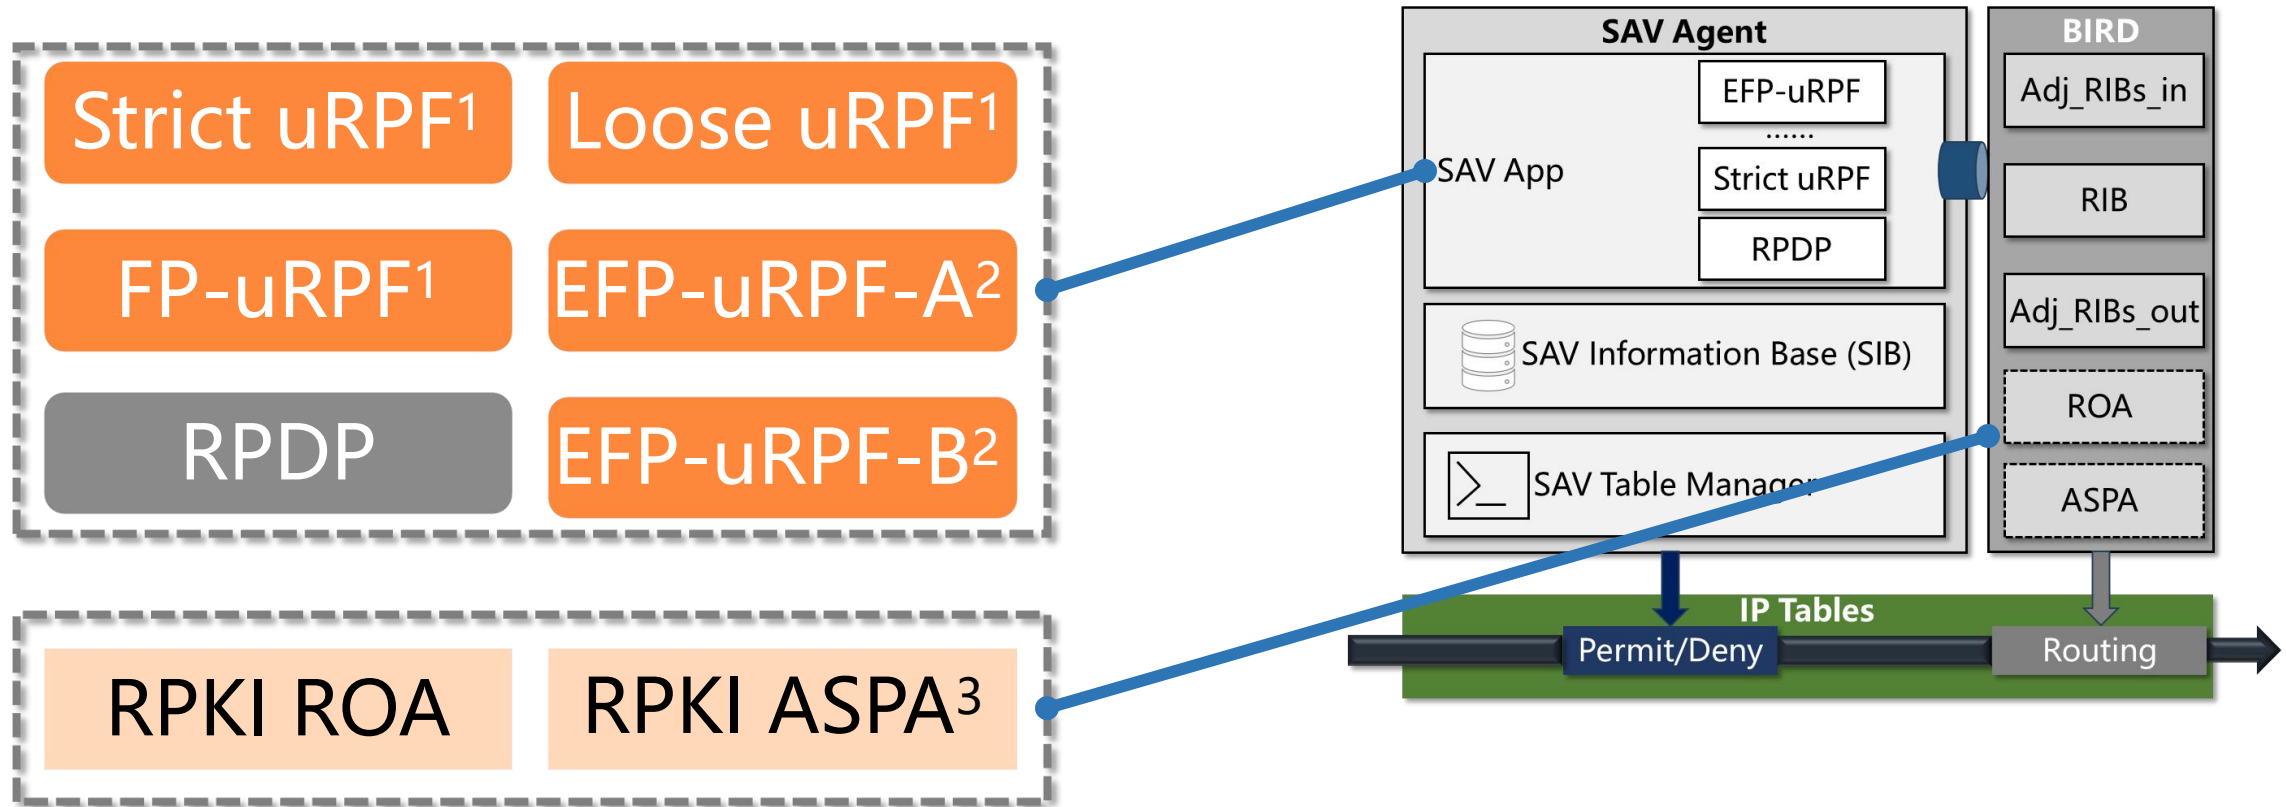 Strict uRPF¹
Loose uRPF¹
FP-uRPF¹
EFP-uRPF-A²
RPDP
EFP-uRPF-B²
RPKI ROA
RPKI ASPA³
SAV Agent
SAV App
EFP-uRPF
......
Strict uRPF
RPDP
SAV Information Base (SIB)
>_
SAV Table Manager
BIRD
Adj_RIBs_in
RIB
Adj_RIBs_out
ROA
ASPA
IP Tables
Permit/Deny
Routing